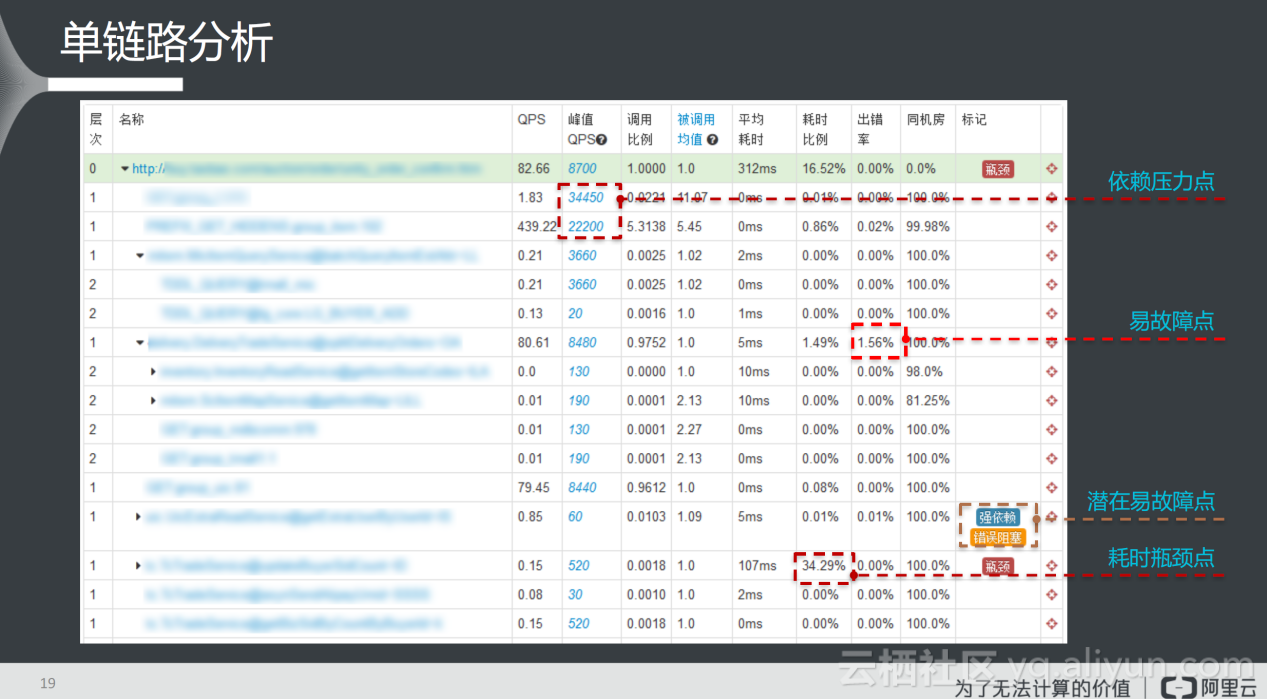 单链路分析
层次 名称 QPS 峰值QPS 调用比例 被调用均值 平均耗时 耗时比例 出错率 同机房 标记
0 http:// 82.66 8700 1.0000 1.0 312ms 16.52% 0.00% 0.0% 瓶颈
1 1.83 34450 0.0221 11.07 0ms 0.01% 0.00% 100.0%
依赖压力点
1 439.22 22200 5.3138 5.45 0ms 0.86% 0.02% 99.98%
1 0.21 3660 0.0025 1.02 2ms 0.00% 0.00% 100.0%
2 0.21 3660 0.0025 1.02 0ms 0.00% 0.00% 100.0%
2 0.13 20 0.0016 1.0 1ms 0.00% 0.00% 100.0%
易故障点
1 80.61 8480 0.9752 1.0 5ms 1.49% 1.56% 100.0%
2 0.0 130 0.0000 1.0 10ms 0.00% 0.00% 98.0%
2 0.01 190 0.0001 2.13 10ms 0.00% 0.00% 81.25%
2 0.01 130 0.0001 2.27 0ms 0.00% 0.00% 100.0%
2 0.01 190 0.0001 2.13 0ms 0.00% 0.00% 100.0%
1 79.45 8440 0.9612 1.0 0ms 0.08% 0.00% 100.0%
潜在易故障点
1 0.85 60 0.0103 1.09 5ms 0.01% 0.01% 100.0% 强依赖
错误阻塞
耗时瓶颈点
1 0.15 520 0.0018 1.0 107ms 34.29% 0.00% 100.0% 瓶颈
1 0.08 30 0.0010 1.0 2ms 0.00% 0.00% 100.0%
1 0.15 520 0.0018 1.0 0ms 0.00% 0.00% 100.0%
云栖社区 yq.aliyun.com
19
为了无法计算的价值 | 阿里云